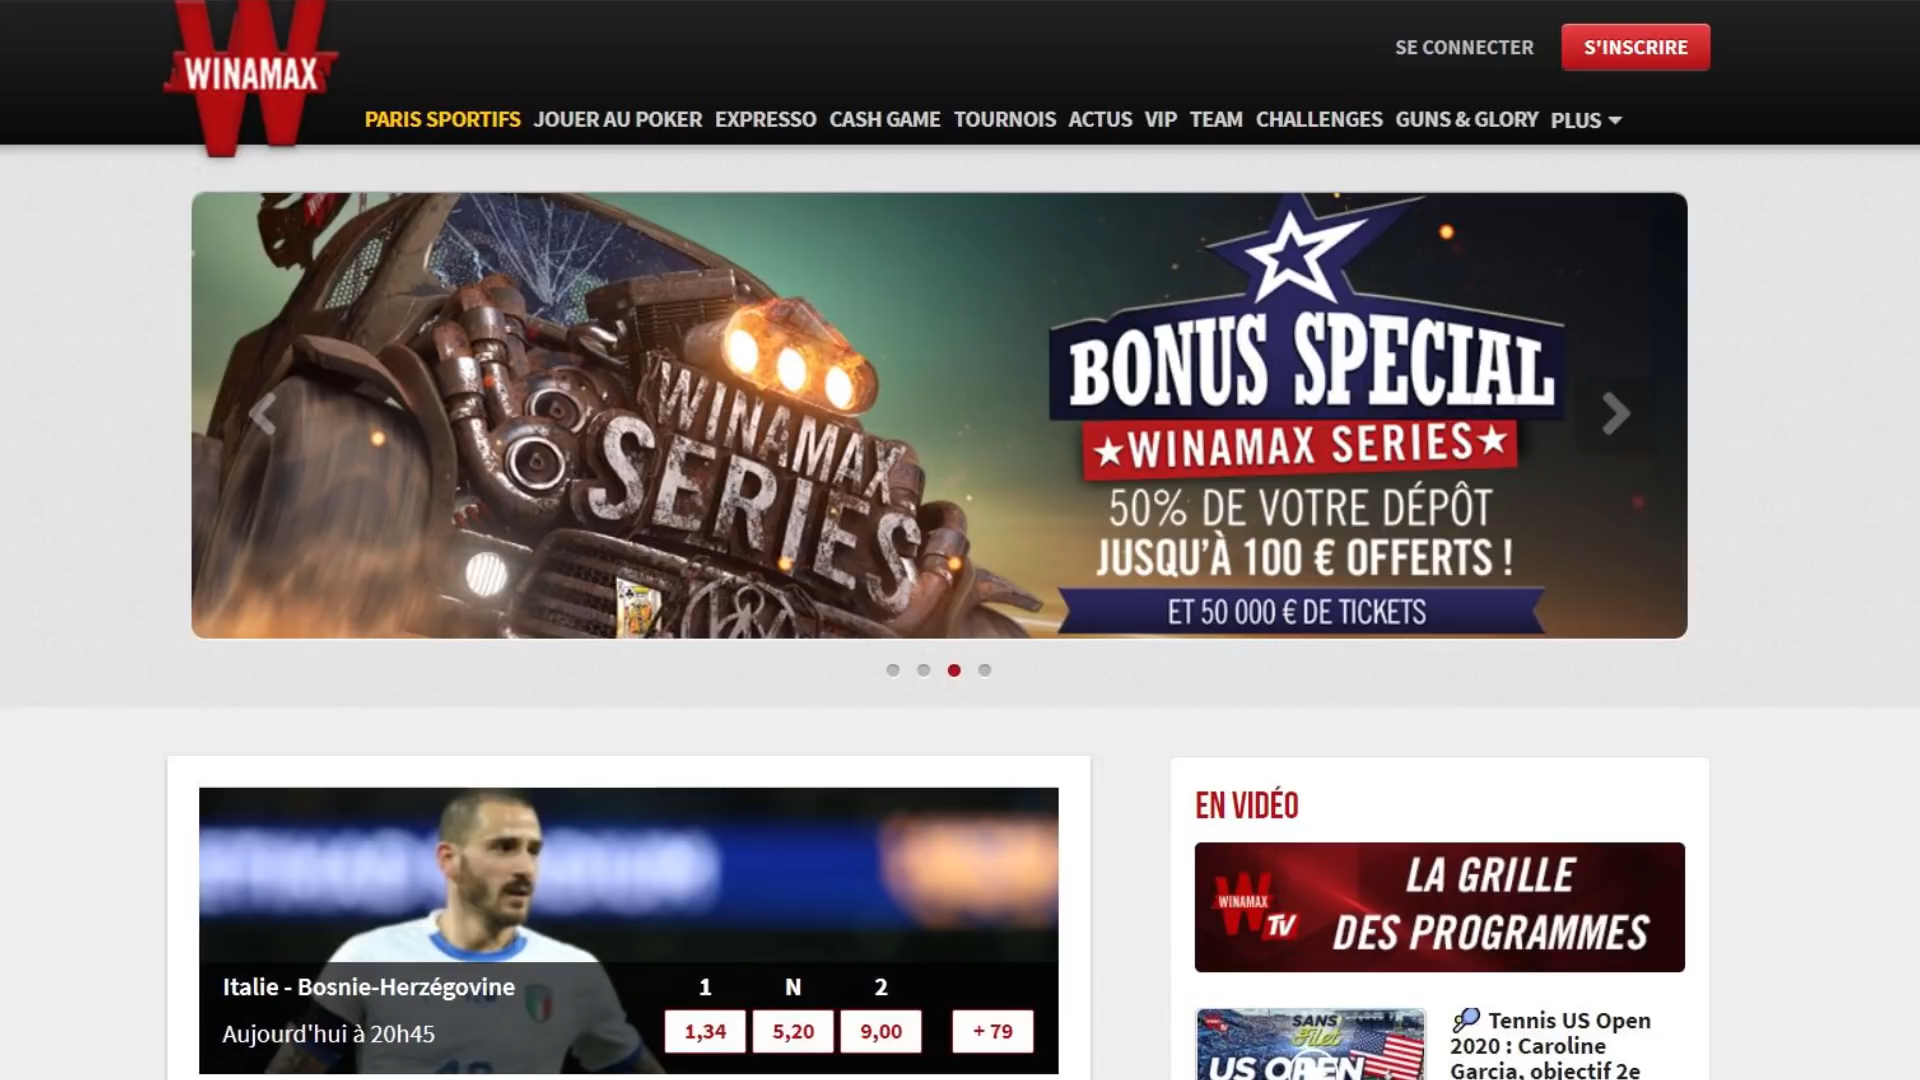 WINAMAX
SE CONNECTER
S'INSCRIRE
PARIS SPORTIFS JOUER AU POKER EXPRESSO CASH GAME TOURNOIS ACTUS VIP TEAM CHALLENGES GUNS & GLORY PLUS
WINAMAX
SERIES
BONUS SPECIAL
★WINAMAX SERIES★
50% DE VOTRE DÉPÔT
JUSQU'À 100 € OFFERTS !
ET 50 000 € DE TICKETS
Italie - Bosnie-Herzégovine
Aujourd'hui à 20h45
1 N 2
1,34 5,20 9,00 + 79
EN VIDÉO
WINAMAX
TV
LA GRILLE
DES PROGRAMMES
SANS
Filet
US OPEN
Tennis US Open
2020 : Caroline
Garcia, objectif 2e